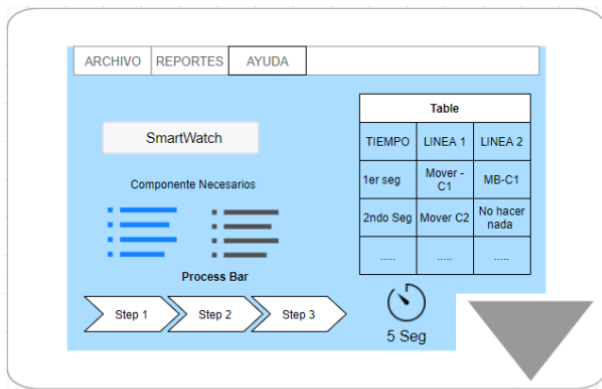 ARCHIVO REPORTES AYUDA
SmartWatch
Componente Necesarios
Process Bar
Step 1 Step 2 Step 3
Table
TIEMPO LINEA 1 LINEA 2
1er seg Mover - C1 MB-C1
2ndo Seg Mover C2 No hacer nada
..... ..... .....
5 Seg